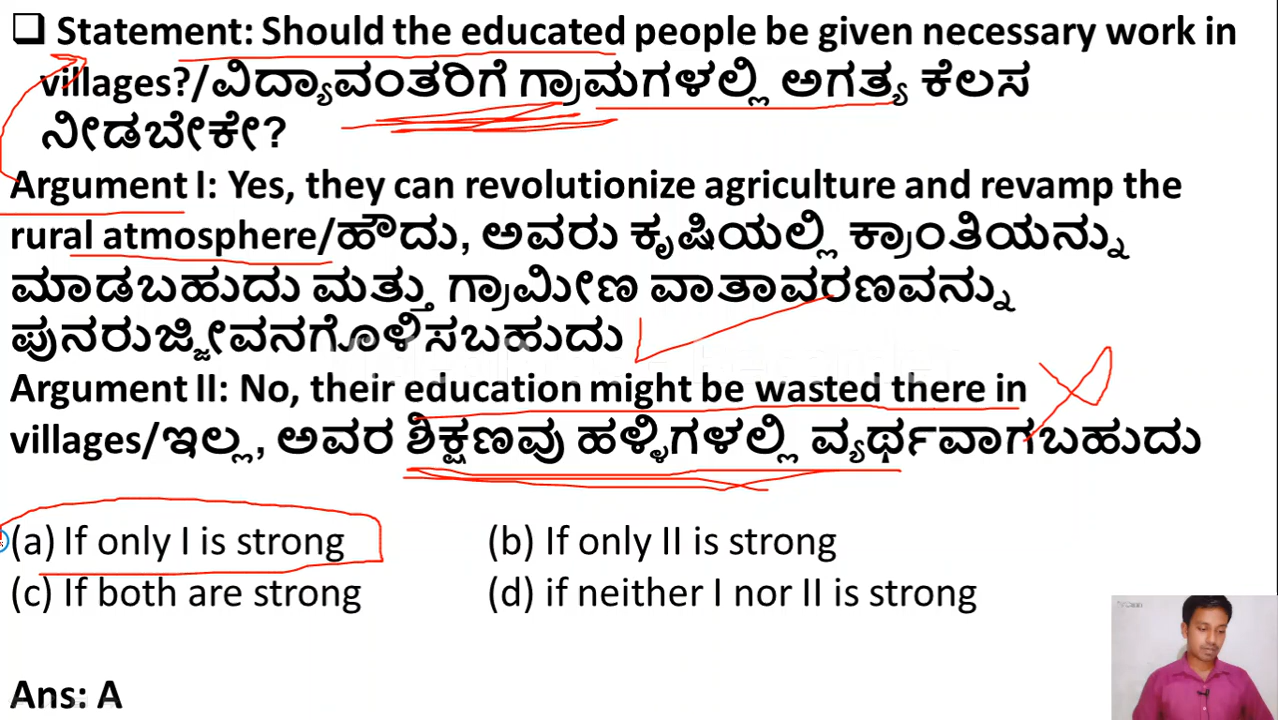 ❑ Statement: Should the educated people be given necessary work in
villages?/ವಿದ್ಯಾವಂತರಿಗೆ ಗ್ರಾಮಗಳಲ್ಲಿ ಅಗತ್ಯ ಕೆಲಸ
ನೀಡಬೇಕೇ?
Argument I: Yes, they can revolutionize agriculture and revamp the
rural atmosphere/ಹೌದು, ಅವರು ಕೃಷಿಯಲ್ಲಿ ಕ್ರಾಂತಿಯನ್ನು
ಮಾಡಬಹುದು ಮತ್ತು ಗ್ರಾಮೀಣ ವಾತಾವರಣವನ್ನು
ಪುನರುಜ್ಜೀವನಗೊಳಿಸಬಹುದು
Argument II: No, their education might be wasted there in
villages/ಇಲ್ಲ, ಅವರ ಶಿಕ್ಷಣವು ಹಳ್ಳಿಗಳಲ್ಲಿ ವ್ಯರ್ಥವಾಗಬಹುದು
(a) If only I is strong (b) If only II is strong
(c) If both are strong (d) if neither I nor II is strong
Ans: A